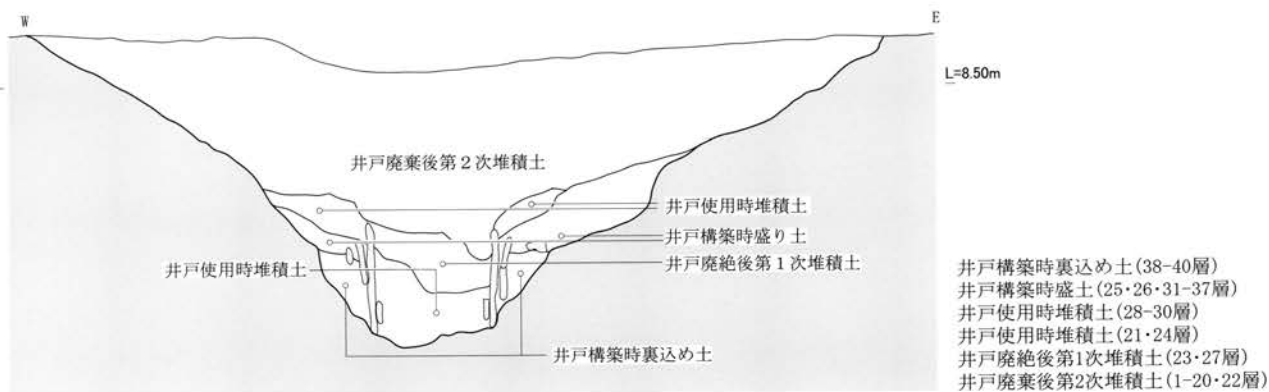 W
E
L=8.50m
井戸廃棄後第2次堆積土
井戸使用時堆積土
井戸構築時盛り土
井戸使用時堆積土
井戸廃絶後第1次堆積土
井戸構築時裏込め土
井戸構築時裏込め土(38-40層)
井戸構築時盛土(25・26・31-37層)
井戸使用時堆積土(28-30層)
井戸使用時堆積土(21・24層)
井戸廃絶後第1次堆積土(23・27層)
井戸廃棄後第2次堆積土(1-20・22層)